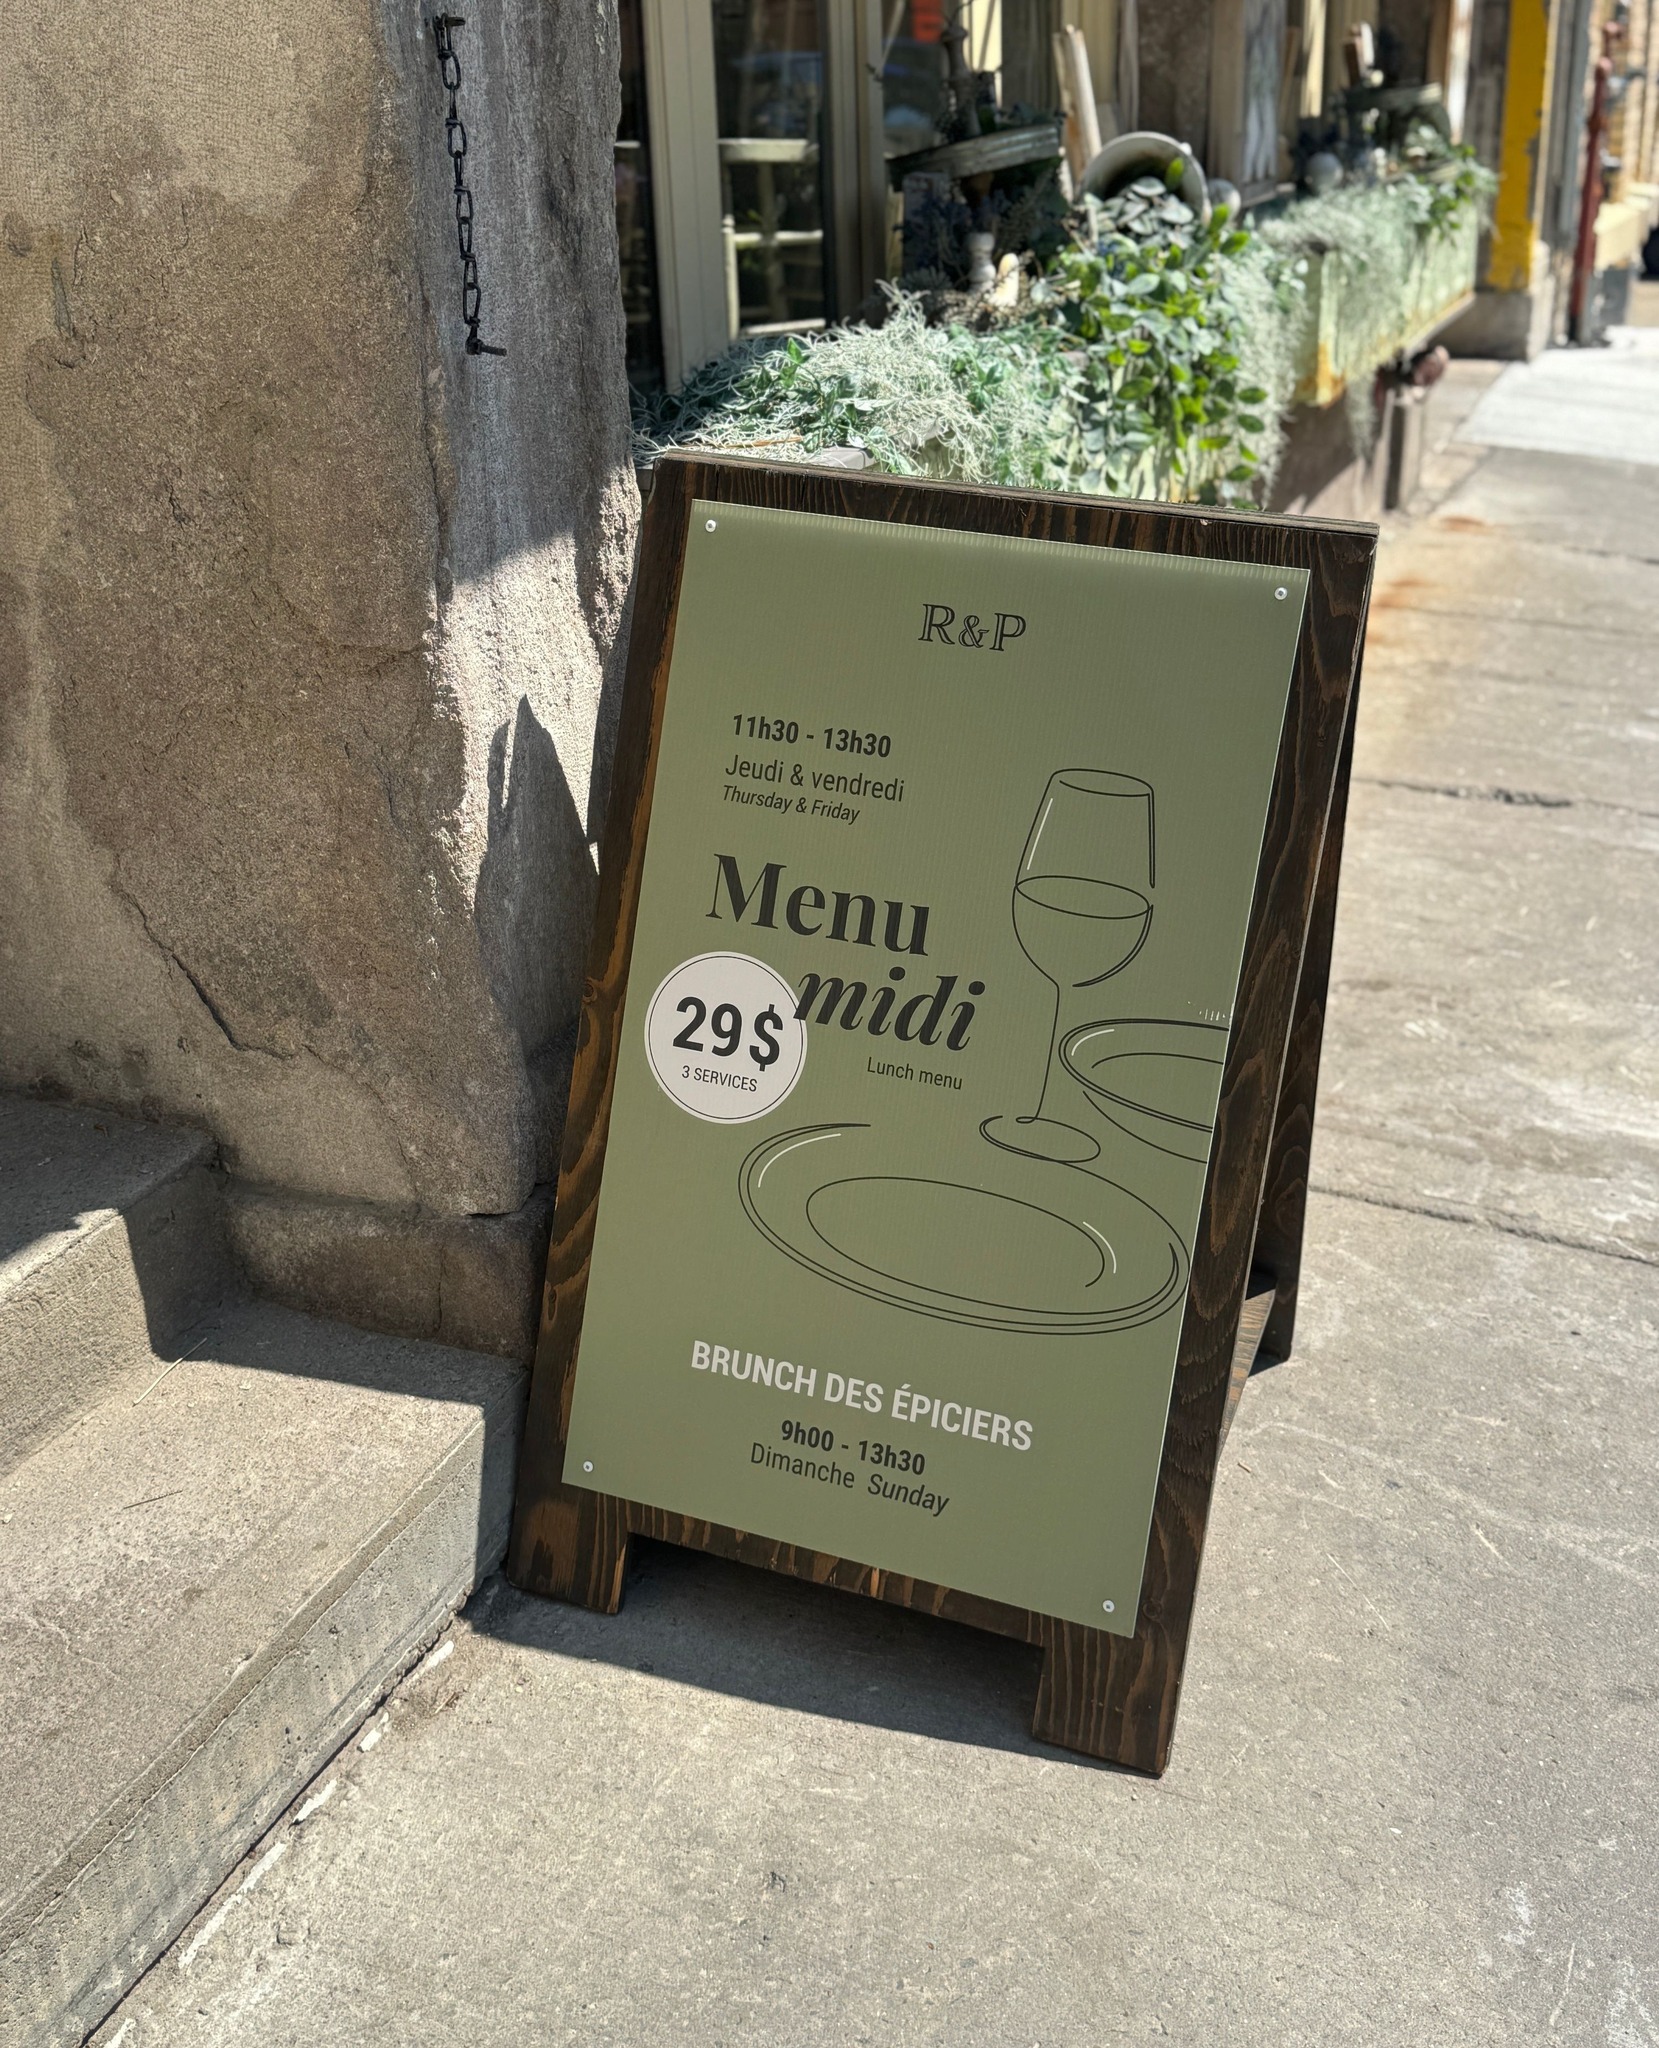 R&P
11h30 - 13h30
Jeudi & vendredi
Thursday & Friday
Menu
midi
29$
3 SERVICES
Lunch menu
BRUNCH DES ÉPICIERS
9h00 - 13h30
Dimanche Sunday